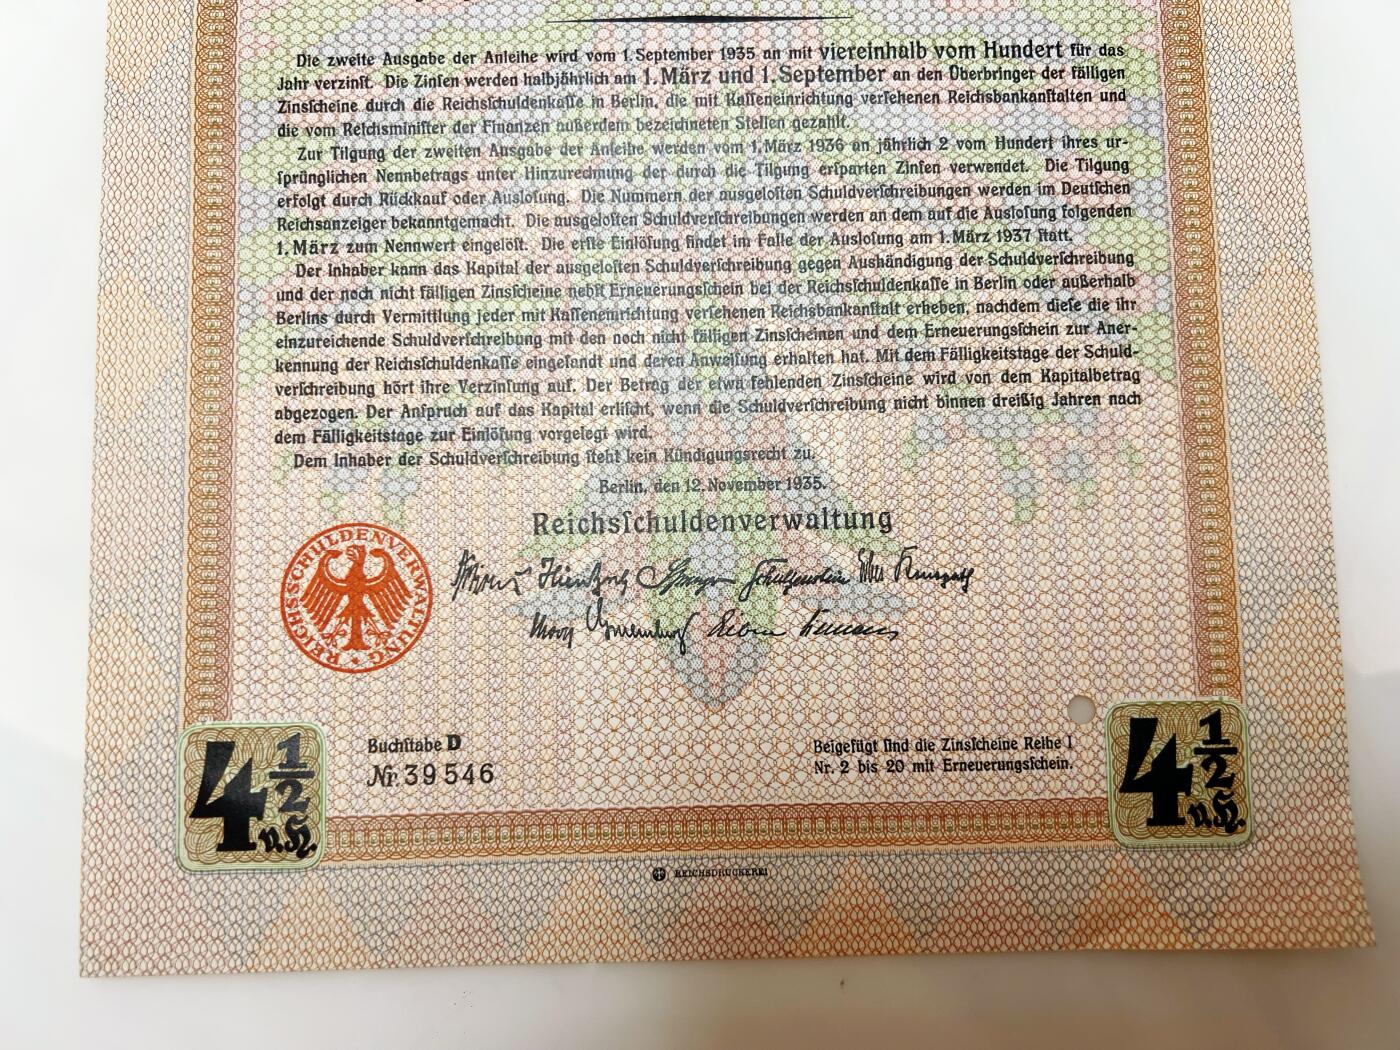 Die zweite Ausgabe der Anleihe wird vom 1. September 1935 an mit viereinhalb vom Hundert für das
Jahr verzinſt. Die Zinſen werden halbjährlich am 1. März und 1. September an den Überbringer der fälligen
Zinsſcheine durch die Reichsſchuldenkaſſe in Berlin, die mit Kaſſeneinrichtung verſehenen Reichsbankanſtalten und
die vom Reichsminiſter der Finanzen außerdem bezeichneten Stellen gezahlt.
Zur Tilgung der zweiten Ausgabe der Anleihe werden vom 1. März 1936 an jährlich 2 vom Hundert ihres ur-
ſprünglichen Nennbetrags unter Hinzurechnung der durch die Tilgung erſparten Zinſen verwendet. Die Tilgung
erfolgt durch Rückkauf oder Ausloſung. Die Nummern der ausgeloſten Schuldverſchreibungen werden im Deutſchen
Reichsanzeiger bekanntgemacht. Die ausgeloſten Schuldverſchreibungen werden an dem auf die Ausloſung folgenden
1. März zum Nennwert eingelöſt. Die erſte Einlöſung findet im Falle der Ausloſung am 1. März 1937 ſtatt.
Der Inhaber kann das Kapital der ausgeloſten Schuldverſchreibung gegen Aushändigung der Schuldverſchreibung
und der noch nicht fälligen Zinsſcheine nebſt Erneuerungsſchein bei der Reichsſchuldenkaſſe in Berlin oder außerhalb
Berlins durch Vermittlung jeder mit Kaſſeneinrichtung verſehenen Reichsbankanſtalt erheben, nachdem dieſe die ihr
einzureichende Schuldverſchreibung mit den noch nicht fälligen Zinsſcheinen und dem Erneuerungsſchein zur Aner-
kennung der Reichsſchuldenkaſſe eingeſandt und deren Anweiſung erhalten hat. Mit dem Fälligkeitstage der Schuld-
verſchreibung hört ihre Verzinſung auf. Der Betrag der etwa fehlenden Zinsſcheine wird von dem Kapitalbetrag
abgezogen. Der Anſpruch auf das Kapital erliſcht, wenn die Schuldverſchreibung nicht binnen dreißig Jahren nach
dem Fälligkeitstage zur Einlöſung vorgelegt wird.
Dem Inhaber der Schuldverſchreibung ſteht kein Kündigungsrecht zu.
Berlin, den 12. November 1935.
Reichsſchuldenverwaltung
REICHSSCHULDENVERWALTUNG
Buchſtabe D
Nr. 39 546
Beigefügt ſind die Zinsſcheine Reihe I
Nr. 2 bis 20 mit Erneuerungsſchein.
4 1/2 v.H.
4 1/2 v.H.
REICHSDRUCKEREI